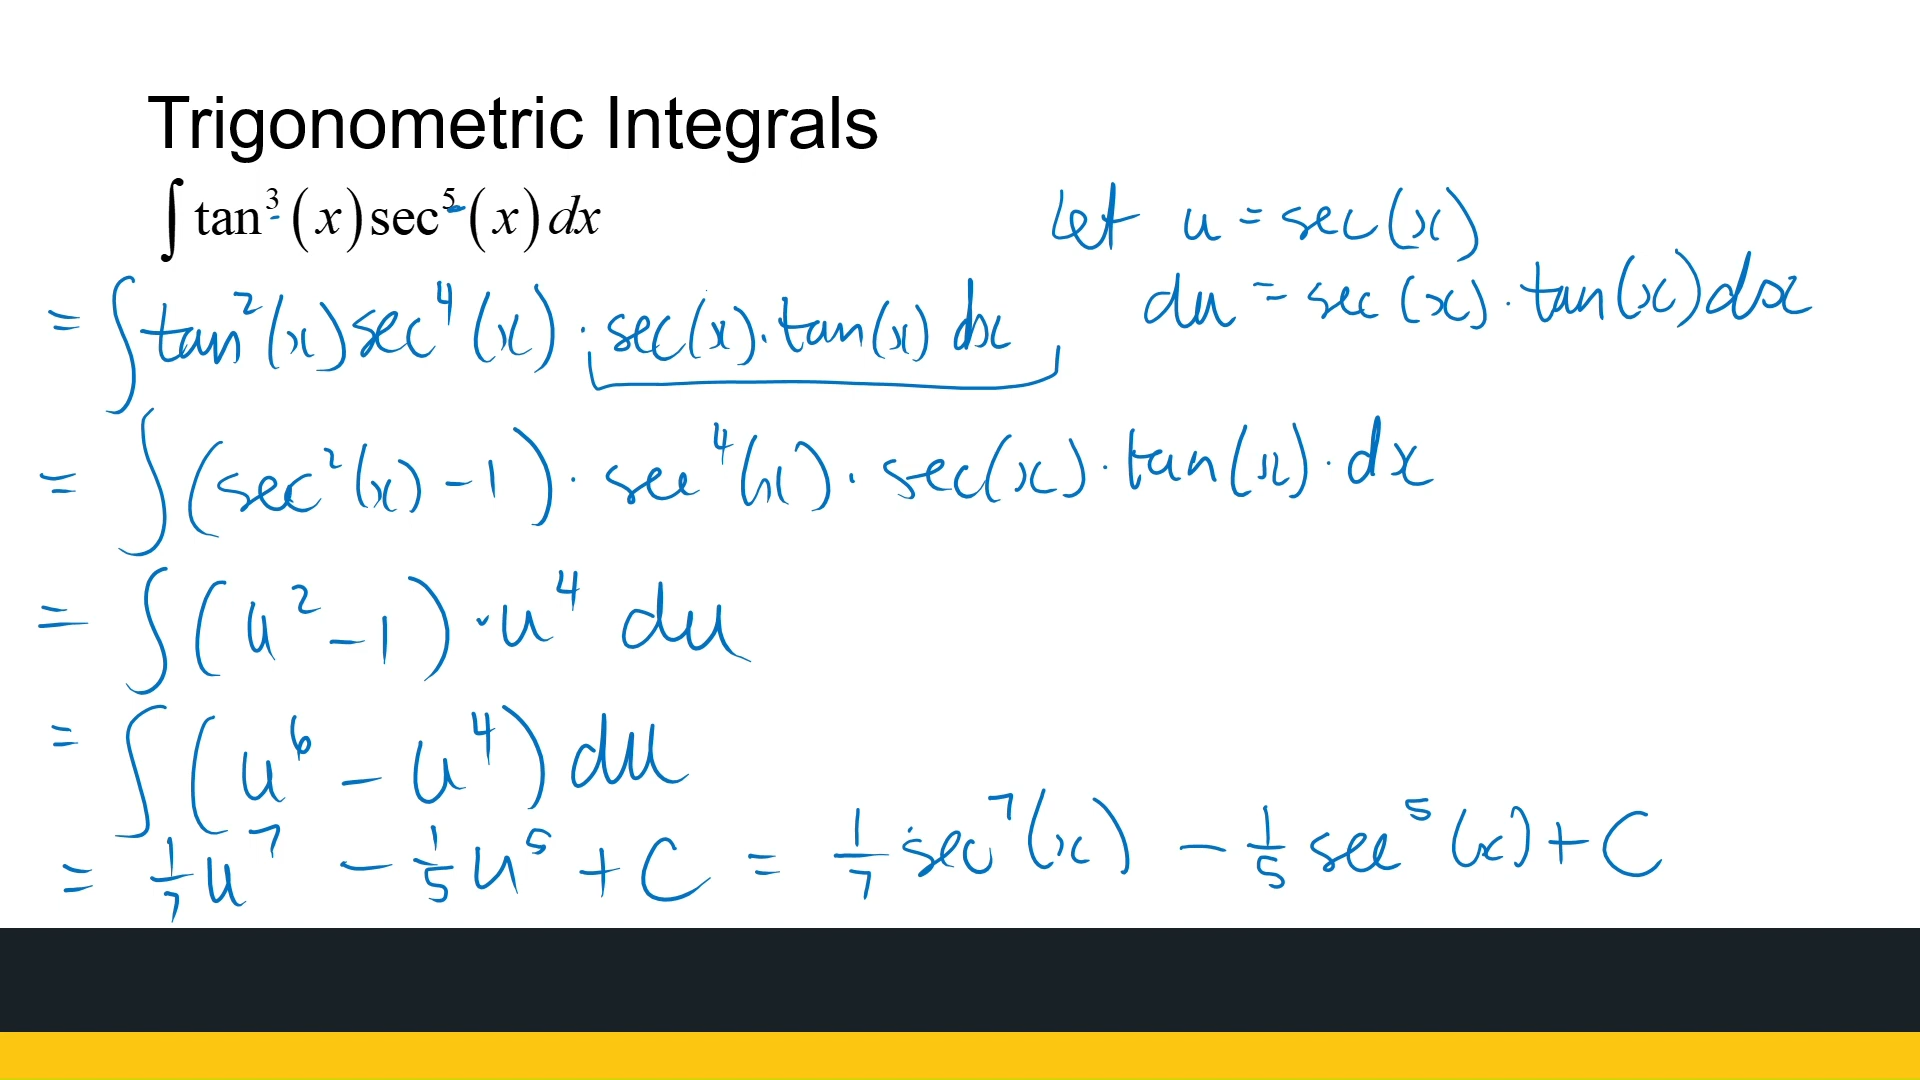 Trigonometric Integrals
∫ tan³(x) sec⁵(x) dx
let u = sec(x)
du = sec(x) · tan(x) dx
= ∫ tan²(x) sec⁴(x) · sec(x) · tan(x) dx
= ∫ (sec²(x) − 1) · sec⁴(x) · sec(x) · tan(x) · dx
= ∫ (u² − 1) · u⁴ du
= ∫ (u⁶ − u⁴) du
= 1/7 u⁷ − 1/5 u⁵ + C = 1/7 sec⁷(x) − 1/5 sec⁵(x) + C